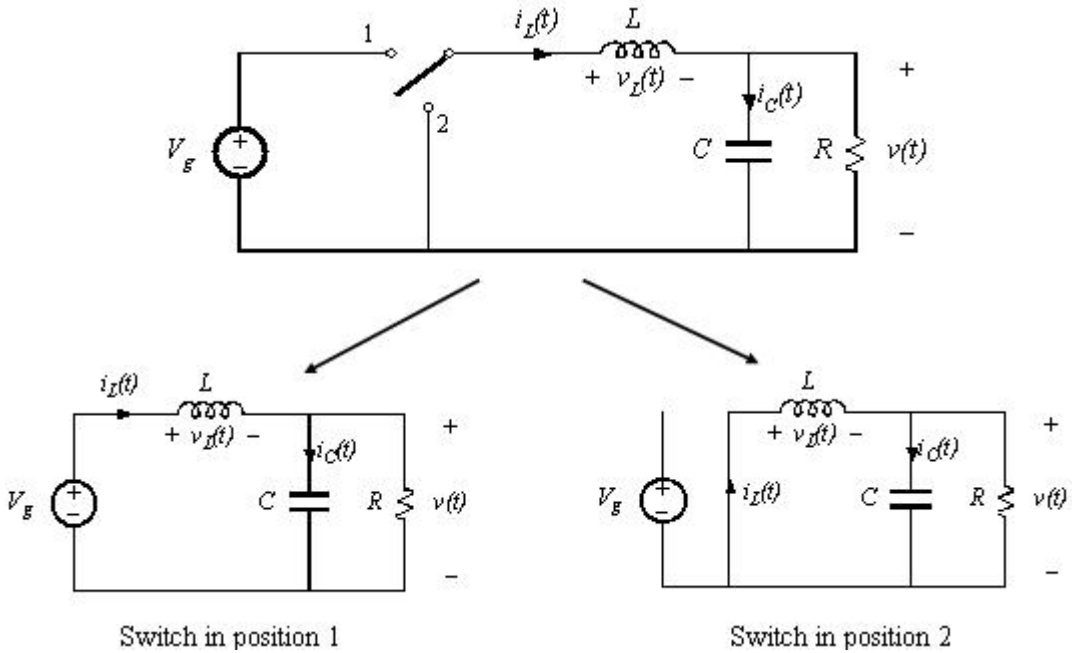 1
i_L(t)
L
+ v_L(t) −
2
i_C(t)
V_g
+
−
C
R
+
v(t)
−
i_L(t)
L
+ v_L(t) −
i_C(t)
V_g
+
−
C
R
+
v(t)
−
Switch in position 1
L
+ v_L(t) −
i_C(t)
V_g
+
−
i_L(t)
C
R
+
v(t)
−
Switch in position 2